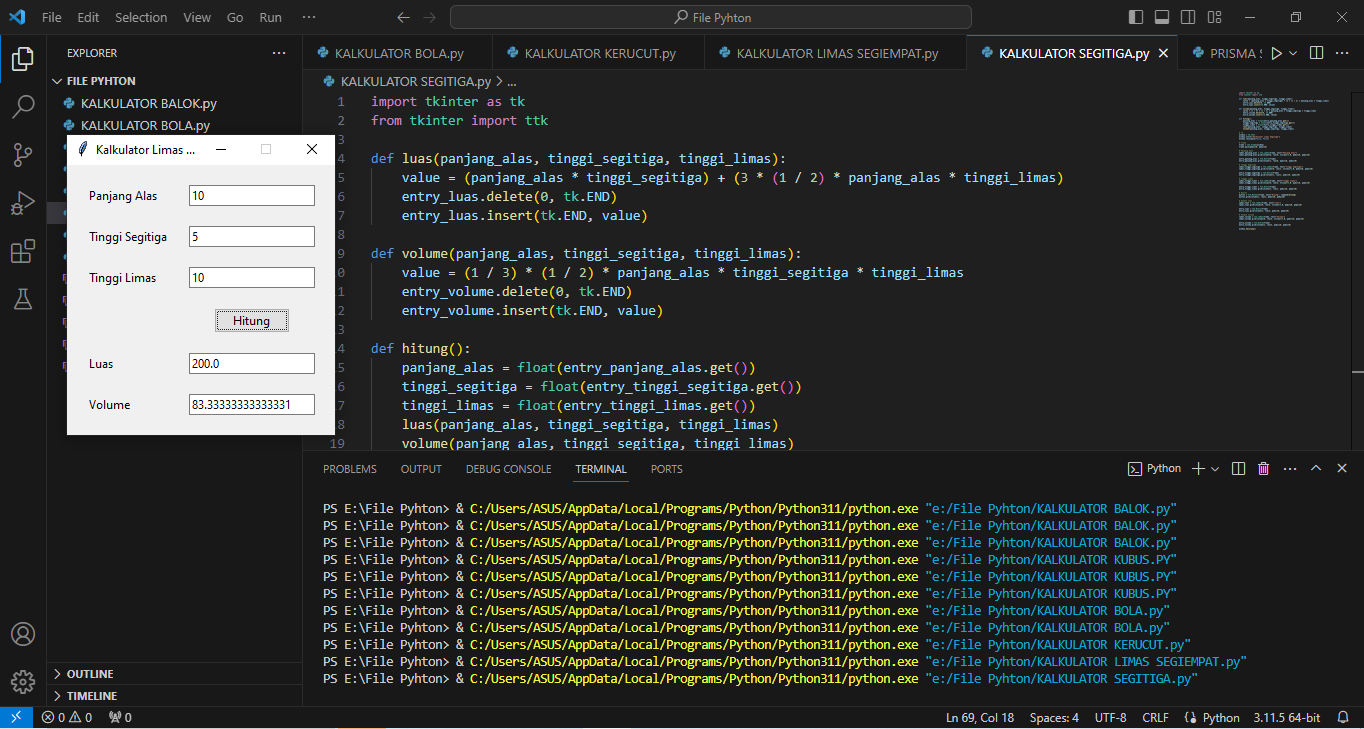 File Edit Selection View Go Run ··· File Pyhton
EXPLORER ···
FILE PYHTON
KALKULATOR BALOK.py
KALKULATOR BOLA.py
Kalkulator Limas ...
Panjang Alas 10
Tinggi Segitiga 5
Tinggi Limas 10
Hitung
Luas 200.0
Volume 83.33333333333331
OUTLINE
TIMELINE
KALKULATOR BOLA.py KALKULATOR KERUCUT.py KALKULATOR LIMAS SEGIEMPAT.py KALKULATOR SEGITIGA.py PRISMA S
KALKULATOR SEGITIGA.py > ...
1 import tkinter as tk
2 from tkinter import ttk
3
4 def luas(panjang_alas, tinggi_segitiga, tinggi_limas):
5 value = (panjang_alas * tinggi_segitiga) + (3 * (1 / 2) * panjang_alas * tinggi_limas)
6 entry_luas.delete(0, tk.END)
7 entry_luas.insert(tk.END, value)
8
9 def volume(panjang_alas, tinggi_segitiga, tinggi_limas):
0 value = (1 / 3) * (1 / 2) * panjang_alas * tinggi_segitiga * tinggi_limas
1 entry_volume.delete(0, tk.END)
2 entry_volume.insert(tk.END, value)
3
4 def hitung():
5 panjang_alas = float(entry_panjang_alas.get())
6 tinggi_segitiga = float(entry_tinggi_segitiga.get())
7 tinggi_limas = float(entry_tinggi_limas.get())
8 luas(panjang_alas, tinggi_segitiga, tinggi_limas)
19 volume(panjang_alas, tinggi_segitiga, tinggi_limas)
PROBLEMS OUTPUT DEBUG CONSOLE TERMINAL PORTS Python
PS E:\File Pyhton> & C:/Users/ASUS/AppData/Local/Programs/Python/Python311/python.exe "e:/File Pyhton/KALKULATOR BALOK.py"
PS E:\File Pyhton> & C:/Users/ASUS/AppData/Local/Programs/Python/Python311/python.exe "e:/File Pyhton/KALKULATOR BALOK.py"
PS E:\File Pyhton> & C:/Users/ASUS/AppData/Local/Programs/Python/Python311/python.exe "e:/File Pyhton/KALKULATOR BALOK.py"
PS E:\File Pyhton> & C:/Users/ASUS/AppData/Local/Programs/Python/Python311/python.exe "e:/File Pyhton/KALKULATOR KUBUS.PY"
PS E:\File Pyhton> & C:/Users/ASUS/AppData/Local/Programs/Python/Python311/python.exe "e:/File Pyhton/KALKULATOR KUBUS.PY"
PS E:\File Pyhton> & C:/Users/ASUS/AppData/Local/Programs/Python/Python311/python.exe "e:/File Pyhton/KALKULATOR KUBUS.PY"
PS E:\File Pyhton> & C:/Users/ASUS/AppData/Local/Programs/Python/Python311/python.exe "e:/File Pyhton/KALKULATOR BOLA.py"
PS E:\File Pyhton> & C:/Users/ASUS/AppData/Local/Programs/Python/Python311/python.exe "e:/File Pyhton/KALKULATOR BOLA.py"
PS E:\File Pyhton> & C:/Users/ASUS/AppData/Local/Programs/Python/Python311/python.exe "e:/File Pyhton/KALKULATOR KERUCUT.py"
PS E:\File Pyhton> & C:/Users/ASUS/AppData/Local/Programs/Python/Python311/python.exe "e:/File Pyhton/KALKULATOR LIMAS SEGIEMPAT.py"
PS E:\File Pyhton> & C:/Users/ASUS/AppData/Local/Programs/Python/Python311/python.exe "e:/File Pyhton/KALKULATOR SEGITIGA.py"
0 0 0 Ln 69, Col 18 Spaces: 4 UTF-8 CRLF Python 3.11.5 64-bit